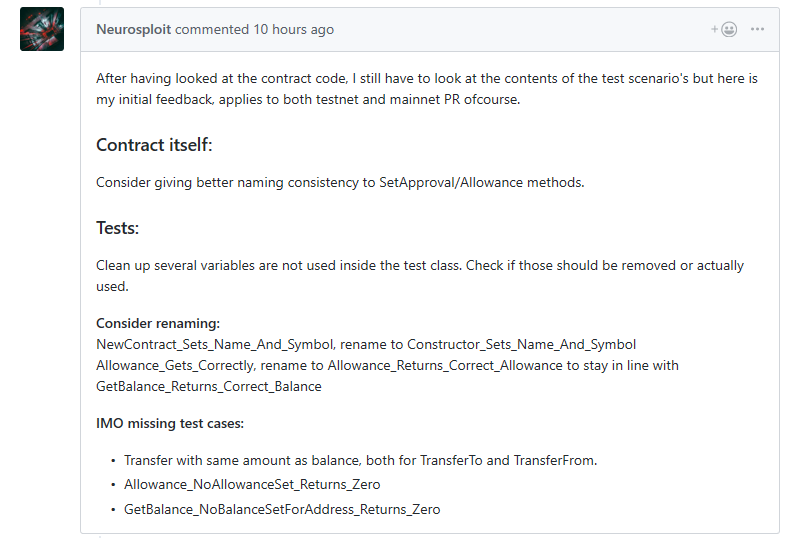 Neurosploit commented 10 hours ago
After having looked at the contract code, I still have to look at the contents of the test scenario's but here is
my initial feedback, applies to both testnet and mainnet PR ofcourse.
Contract itself:
Consider giving better naming consistency to SetApproval/Allowance methods.
Tests:
Clean up several variables are not used inside the test class. Check if those should be removed or actually
used.
Consider renaming:
NewContract_Sets_Name_And_Symbol, rename to Constructor_Sets_Name_And_Symbol
Allowance_Gets_Correctly, rename to Allowance_Returns_Correct_Allowance to stay in line with
GetBalance_Returns_Correct_Balance
IMO missing test cases:
• Transfer with same amount as balance, both for TransferTo and TransferFrom.
• Allowance_NoAllowanceSet_Returns_Zero
• GetBalance_NoBalanceSetForAddress_Returns_Zero